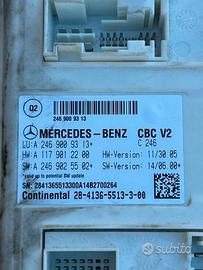 Q2
246 900 93 13
MERCEDES-BENZ CBC V2
LU:A 246 900 93 13* C 246
HW:A 117 901 22 00 HW-Version: 11/30.05
SW:A 246 902 55 02* SW-Version: 14/06.00*
*valid up to potential SW update
SN: 2841365513300A14B2700264
Continental 28-4136-5513-3-00
subito